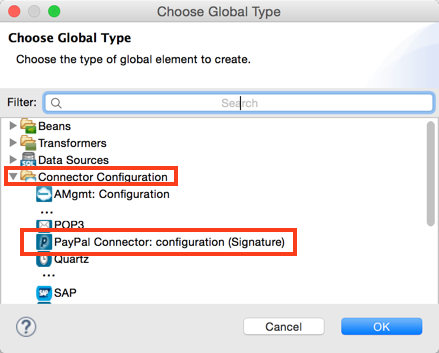 Choose Global Type
Choose Global Type
Choose the type of global element to create.
Filter: Search
Beans
Transformers
Data Sources
Connector Configuration
AMgmt: Configuration
...
POP3
PayPal Connector: configuration (Signature)
Quartz
...
SAP
? Cancel OK